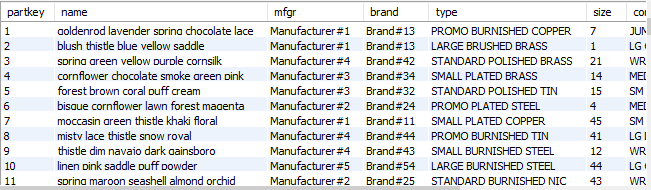 partkey name mfgr brand type size con
1 goldenrod lavender spring chocolate lace Manufacturer#1 Brand#13 PROMO BURNISHED COPPER 7 JUM
2 blush thistle blue yellow saddle Manufacturer#1 Brand#13 LARGE BRUSHED BRASS 1 LG C
3 spring green yellow purple cornsilk Manufacturer#4 Brand#42 STANDARD POLISHED BRASS 21 WR
4 cornflower chocolate smoke green pink Manufacturer#3 Brand#34 SMALL PLATED BRASS 14 MED
5 forest brown coral puff cream Manufacturer#3 Brand#32 STANDARD POLISHED TIN 15 SM
6 bisque cornflower lawn forest magenta Manufacturer#2 Brand#24 PROMO PLATED STEEL 4 MED
7 moccasin green thistle khaki floral Manufacturer#1 Brand#11 SMALL PLATED COPPER 45 SM
8 misty lace thistle snow royal Manufacturer#4 Brand#44 PROMO BURNISHED TIN 41 LG
9 thistle dim navajo dark gainsboro Manufacturer#4 Brand#43 SMALL BURNISHED STEEL 12 WR
10 linen pink saddle puff powder Manufacturer#5 Brand#54 LARGE BURNISHED STEEL 44 LG C
11 spring maroon seashell almond orchid Manufacturer#2 Brand#25 STANDARD BURNISHED NIC 43 WR